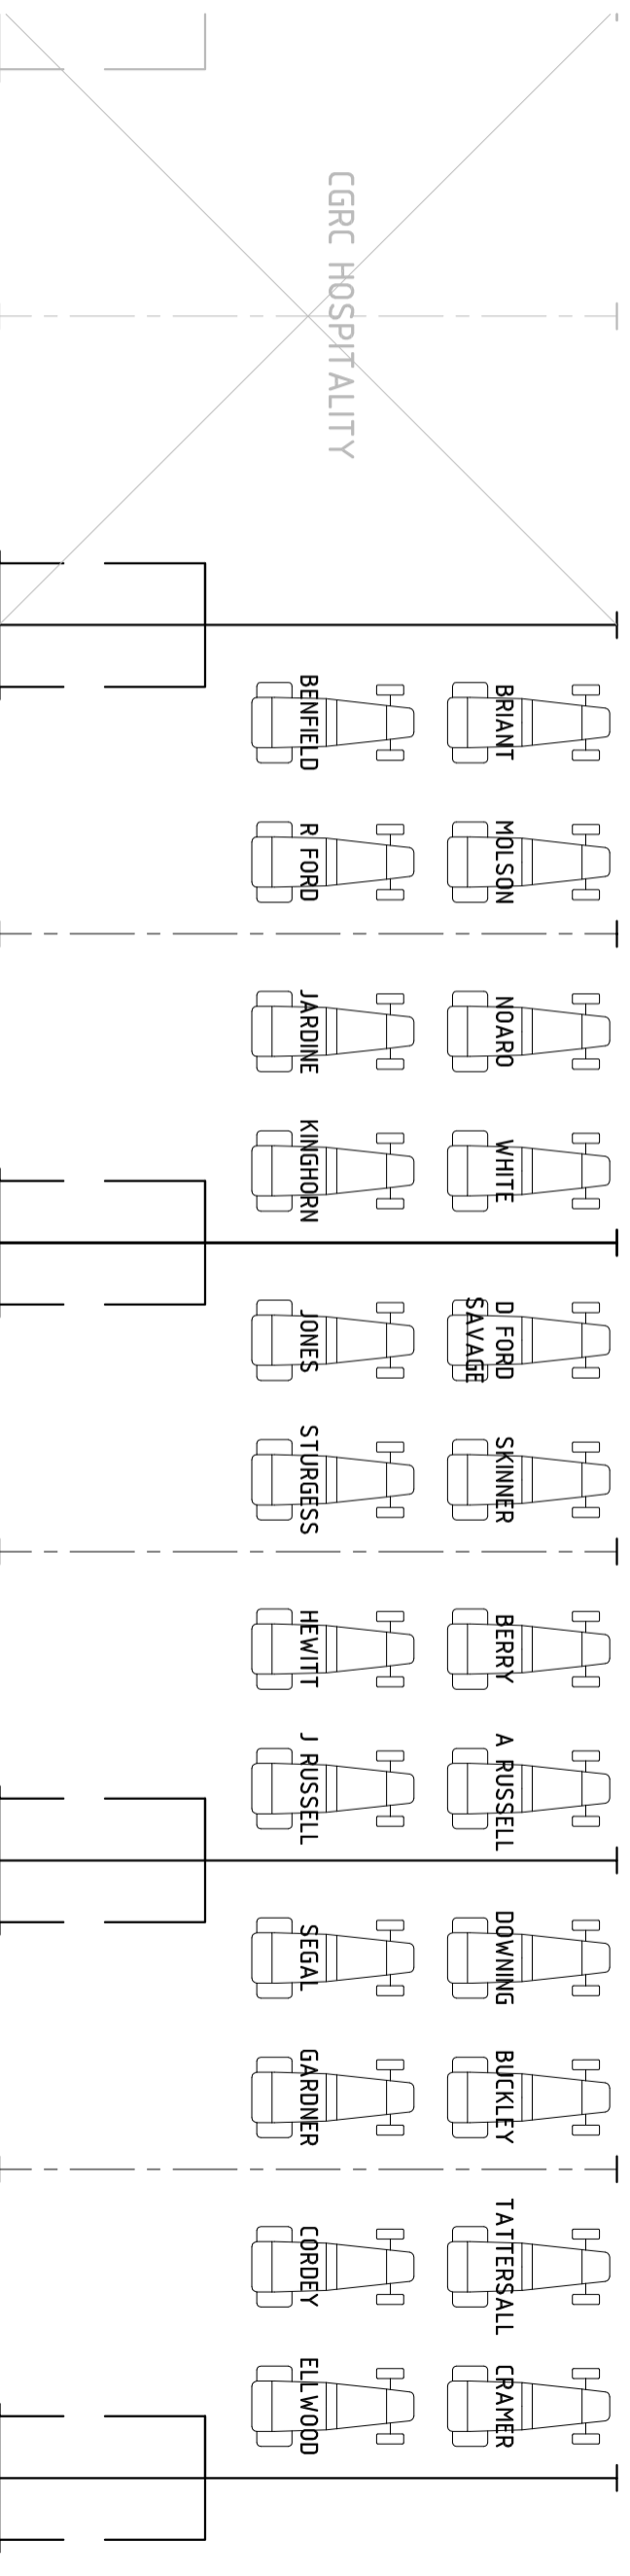 CGRC HOSPITALITY
BENFIELD
BRIANT
R FORD
MOLSON
JARDINE
NOARO
KINGHORN
WHITE
JONES
D FORD
SAVAGE
STURGESS
SKINNER
HEWITT
BERRY
J RUSSELL
A RUSSELL
SEGAL
DOWNING
GARDNER
BUCKLEY
CORDEY
TATTERSALL
ELLWOOD
CRAMER